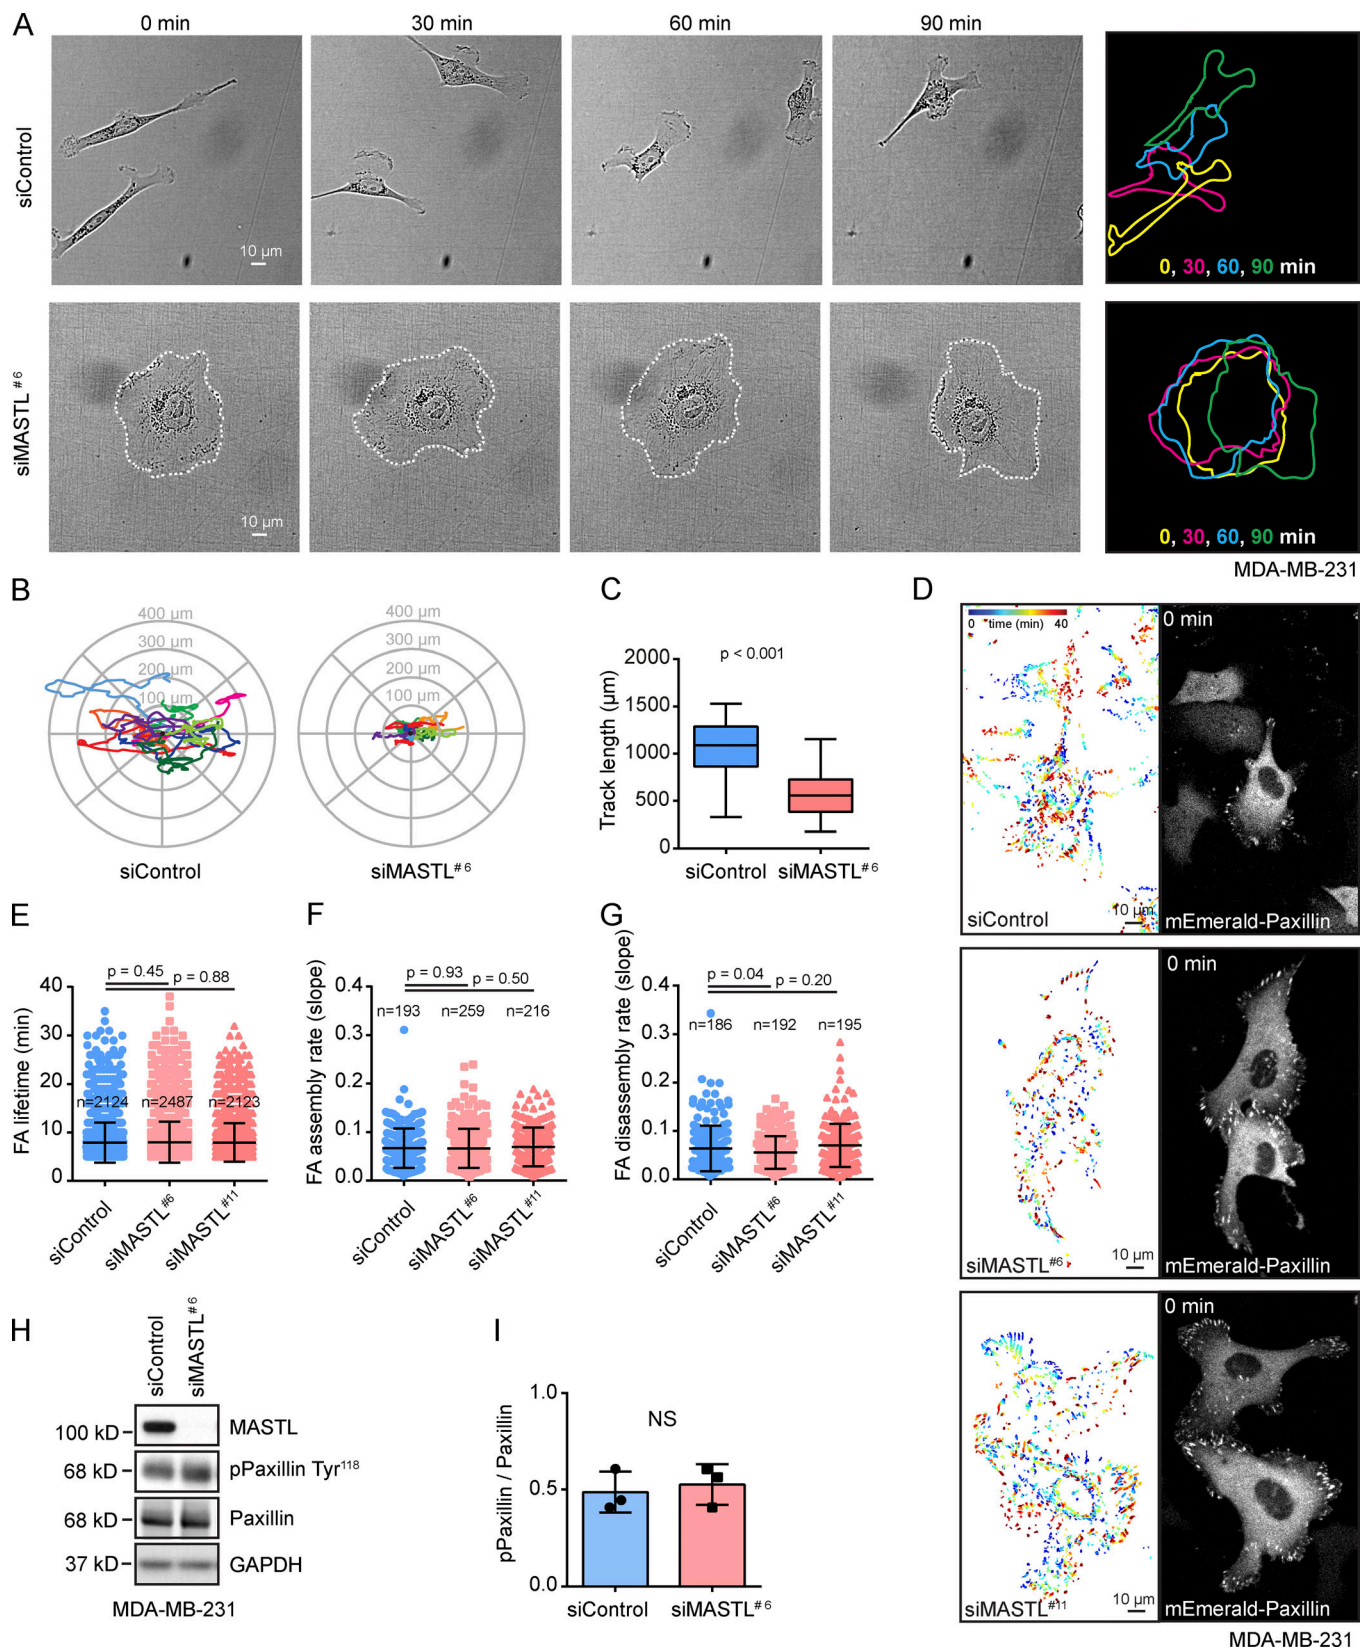 A
0 min
30 min
60 min
90 min
siControl
10 µm
0, 30, 60, 90 min
siMASTL #6
10 µm
0, 30, 60, 90 min
MDA-MB-231
B
400 µm
300 µm
200 µm
100 µm
siControl
400 µm
300 µm
200 µm
100 µm
siMASTL#6
C
p < 0.001
Track length (µm)
2000
1500
1000
500
0
siControl
siMASTL#6
D
0 time (min) 40
siControl
10 µm
0 min
mEmerald-Paxillin
siMASTL#6
10 µm
0 min
mEmerald-Paxillin
siMASTL#11
10 µm
0 min
mEmerald-Paxillin
MDA-MB-231
E
p = 0.45
p = 0.88
FA lifetime (min)
40
30
20
10
0
n=2124
n=2487
n=2123
siControl
siMASTL#6
siMASTL#11
F
p = 0.93
p = 0.50
FA assembly rate (slope)
0.4
0.3
0.2
0.1
0.0
n=193
n=259
n=216
siControl
siMASTL#6
siMASTL#11
G
p = 0.04
p = 0.20
FA disassembly rate (slope)
0.4
0.3
0.2
0.1
0.0
n=186
n=192
n=195
siControl
siMASTL#6
siMASTL#11
H
siControl
siMASTL#6
100 kD
MASTL
68 kD
pPaxillin Tyr118
68 kD
Paxillin
37 kD
GAPDH
MDA-MB-231
I
NS
pPaxillin / Paxillin
1.0
0.5
0.0
siControl
siMASTL#6